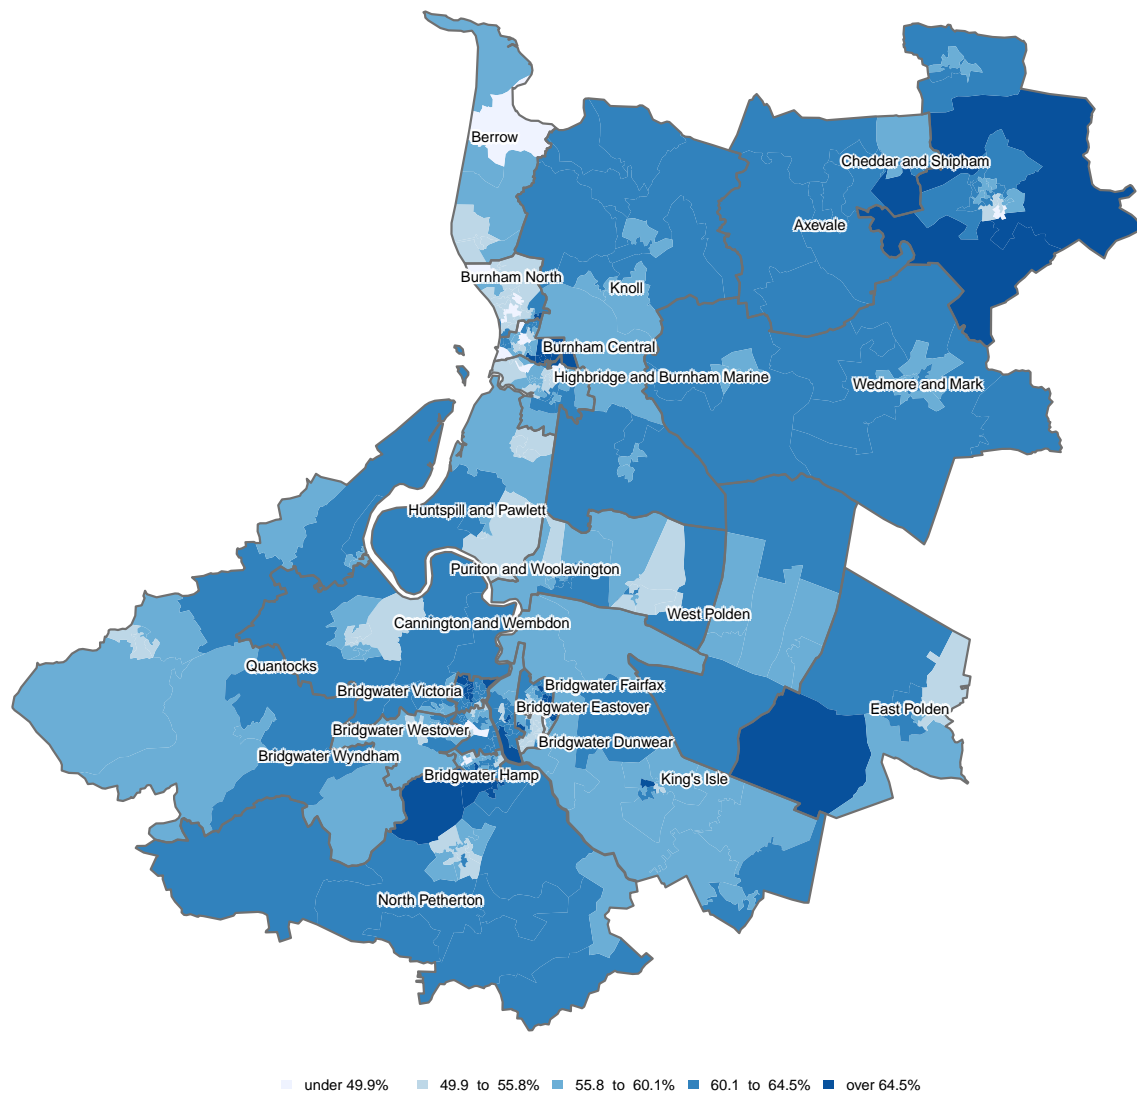 Berrow
Cheddar and Shipham
Axevale
Burnham North
Knoll
Burnham Central
Highbridge and Burnham Marine
Wedmore and Mark
Huntspill and Pawlett
Puriton and Woolavington
West Polden
Cannington and Wembdon
Quantocks
Bridgwater Fairfax
Bridgwater Victoria
Bridgwater Eastover
East Polden
Bridgwater Westover
Bridgwater Dunwear
Bridgwater Wyndham
Bridgwater Hamp
King's Isle
North Petherton
under 49.9% 49.9 to 55.8% 55.8 to 60.1% 60.1 to 64.5% over 64.5%